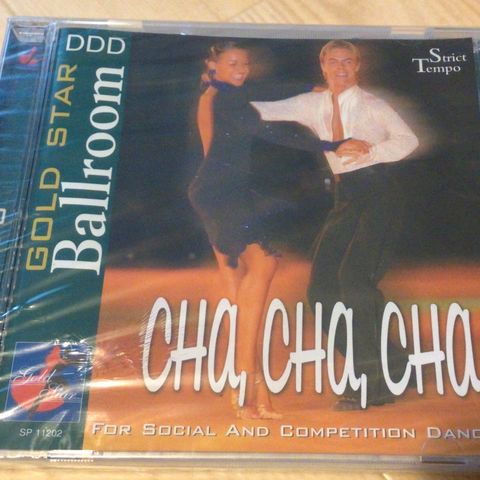 DDD
GOLD STAR
Ballroom
Strict
Tempo
CHA, CHA, CHA
Gold
Star
SP 11202
FOR SOCIAL AND COMPETITION DANC